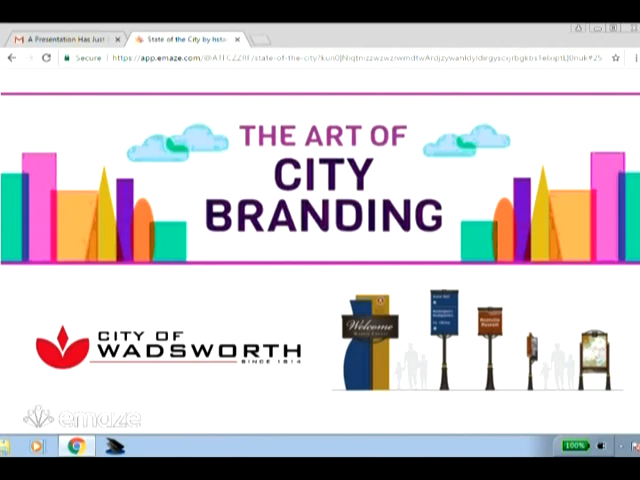 A Presentation Has Just
State of the City by hsta
Secure
THE ART OF
CITY
BRANDING
Welcome
CITY OF
WADSWORTH
SINCE 1814
emaze
100%